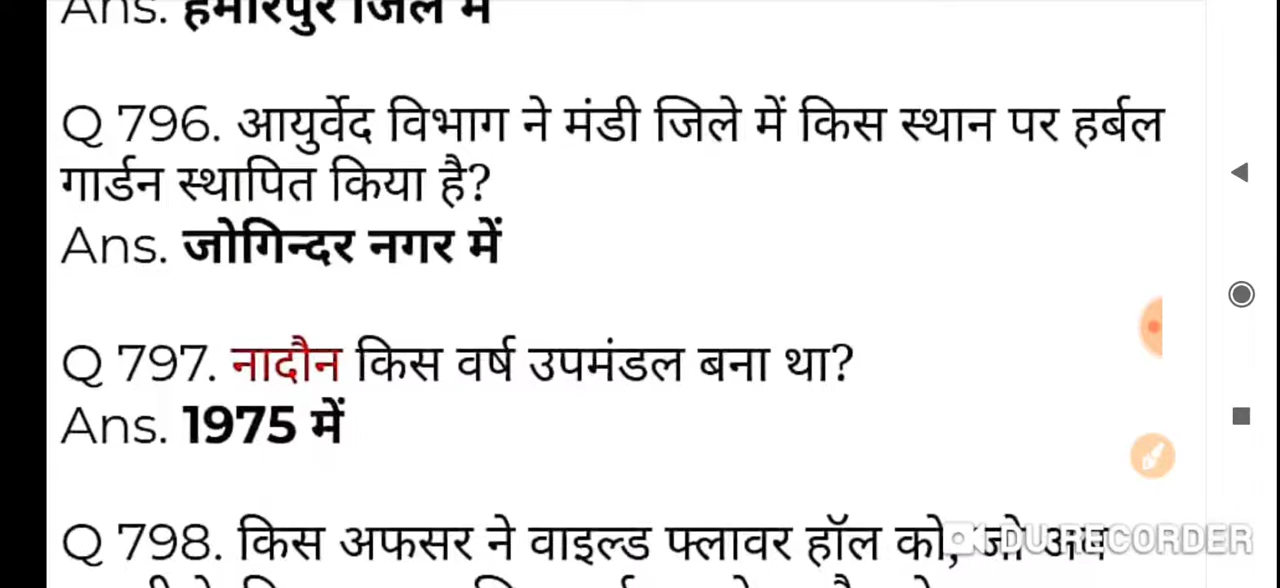 Ans. हमीरपुर जिले में
Q 796. आयुर्वेद विभाग ने मंडी जिले में किस स्थान पर हर्बल
गार्डन स्थापित किया है?
Ans. जोगिन्दर नगर में
Q 797. नादौन किस वर्ष उपमंडल बना था?
Ans. 1975 में
Q 798. किस अफसर ने वाइल्ड फ्लावर हॉल को, जो अब
DU RECORDER